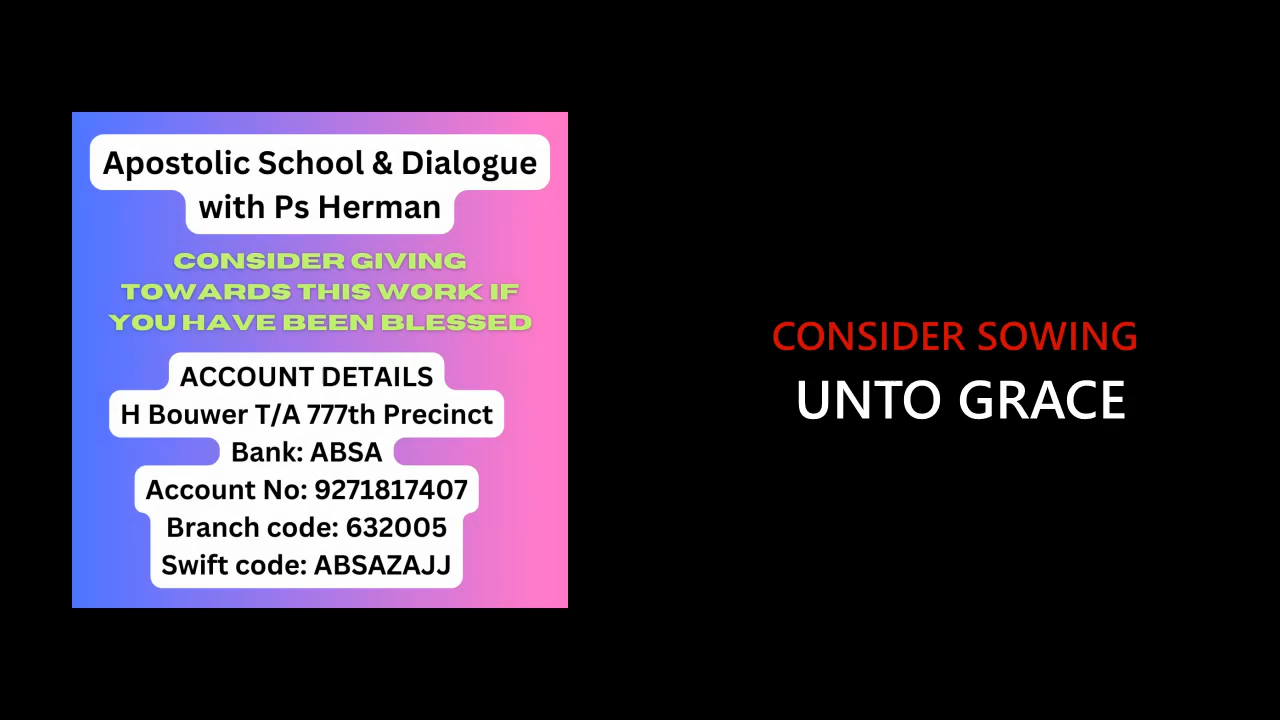 Apostolic School & Dialogue
with Ps Herman
CONSIDER GIVING
TOWARDS THIS WORK IF
YOU HAVE BEEN BLESSED
ACCOUNT DETAILS
H Bouwer T/A 777th Precinct
Bank: ABSA
Account No: 9271817407
Branch code: 632005
Swift code: ABSAZAJJ
CONSIDER SOWING
UNTO GRACE